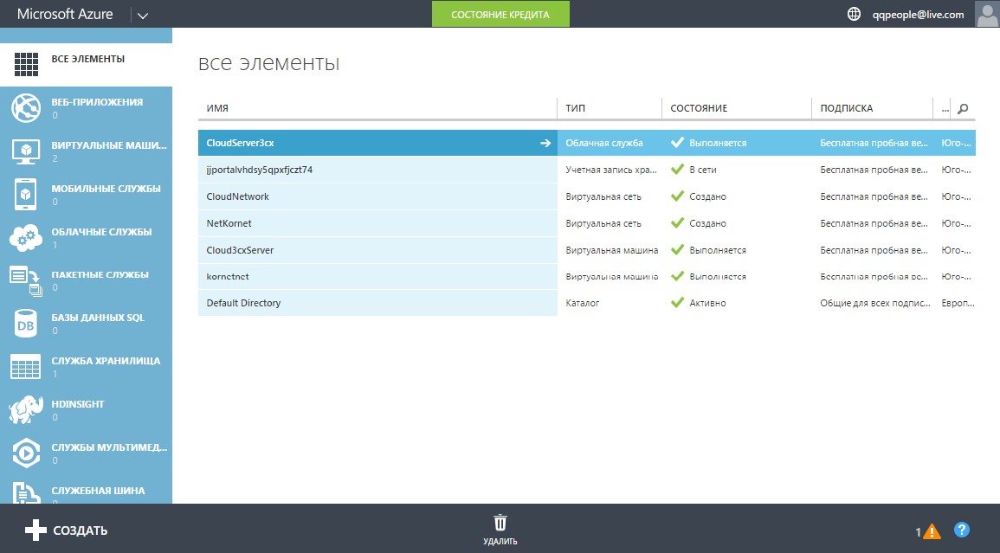 Microsoft Azure
СОСТОЯНИЕ КРЕДИТА
qqpeople@live.com
ВСЕ ЭЛЕМЕНТЫ
ВЕБ-ПРИЛОЖЕНИЯ
0
ВИРТУАЛЬНЫЕ МАШИ...
2
МОБИЛЬНЫЕ СЛУЖБЫ
0
ОБЛАЧНЫЕ СЛУЖБЫ
1
ПАКЕТНЫЕ СЛУЖБЫ
0
DB
БАЗЫ ДАННЫХ SQL
0
СЛУЖБА ХРАНИЛИЩА
1
HDINSIGHT
0
СЛУЖБЫ МУЛЬТИМЕД...
0
СЛУЖЕБНАЯ ШИНА
0
все элементы
ИМЯ ТИП СОСТОЯНИЕ ПОДПИСКА ...
CloudServer3cx Облачная служба Выполняется Бесплатная пробная ве... Юго-...
jjportalvhdsy5qpxfjczt74 Учетная запись хра... В сети Бесплатная пробная ве... Юго-...
CloudNetwork Виртуальная сеть Создано Бесплатная пробная ве... Юго-...
NetKornet Виртуальная сеть Создано Бесплатная пробная ве... Юго-...
Cloud3cxServer Виртуальная машина Выполняется Бесплатная пробная ве... Юго-...
kornetnet Виртуальная машина Выполняется Бесплатная пробная ве... Юго-...
Default Directory Каталог Активно Общие для всех подпис... Европ...
СОЗДАТЬ
УДАЛИТЬ
1 ?